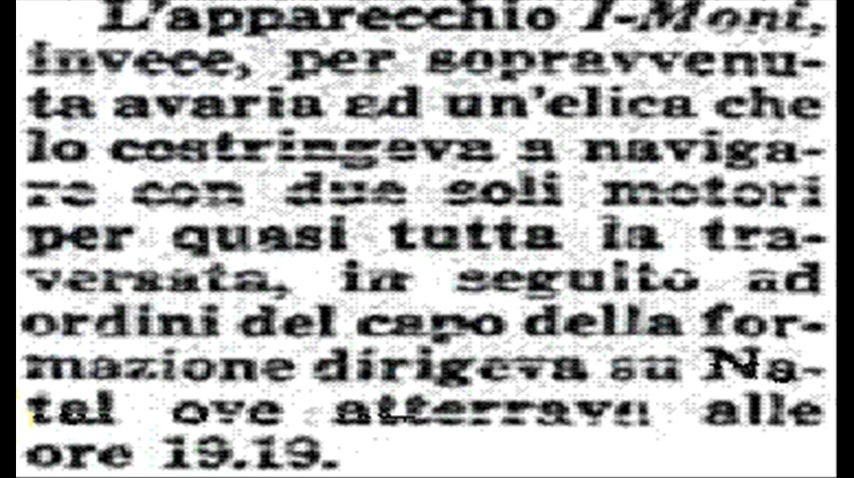 L'apparecchio I-Moni,
invece, per sopravvenu-
ta avaria ad un'elica che
lo costringeva a naviga-
re con due soli motori
per quasi tutta la tra-
versata, in seguito ad
ordini del capo della for-
mazione dirigeva su Na-
tal ove atterrava alle
ore 19.19.